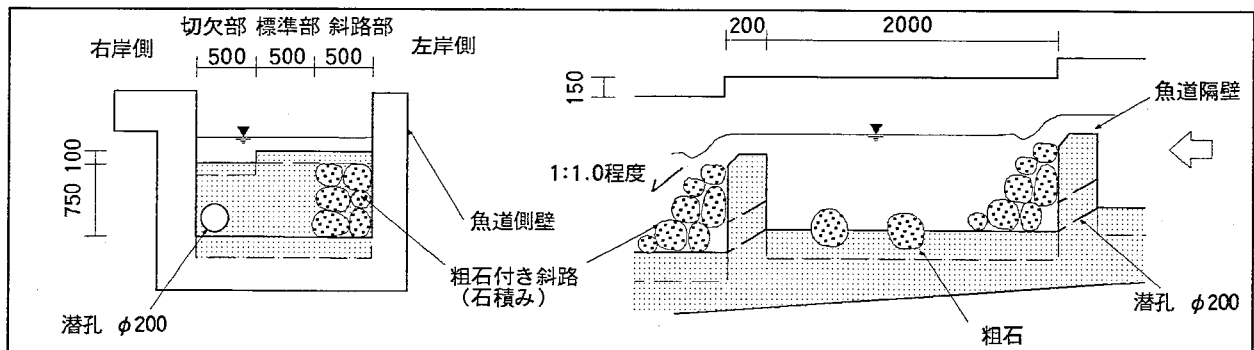 切欠部 標準部 斜路部
右岸側
左岸側
500 500 500
100
750
魚道側壁
粗石付き斜路
(石積み)
潜孔 φ200
200
2000
150
魚道隔壁
1:1.0程度
潜孔 φ200
粗石